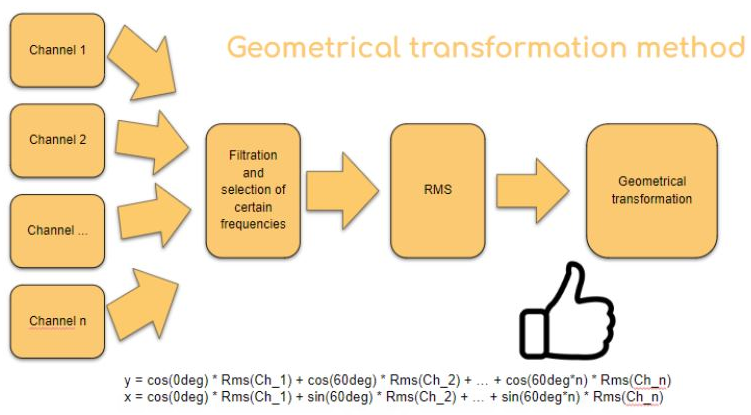 Geometrical transformation method
Channel 1
Channel 2
Channel ...
Channel n
Filtration
and
selection of
certain
frequencies
RMS
Geometrical
transformation
y = cos(0deg) * Rms(Ch_1) + cos(60deg) * Rms(Ch_2) + ... + cos(60deg*n) * Rms(Ch_n)
x = cos(0deg) * Rms(Ch_1) + sin(60deg) * Rms(Ch_2) + ... + sin(60deg*n) * Rms(Ch_n)